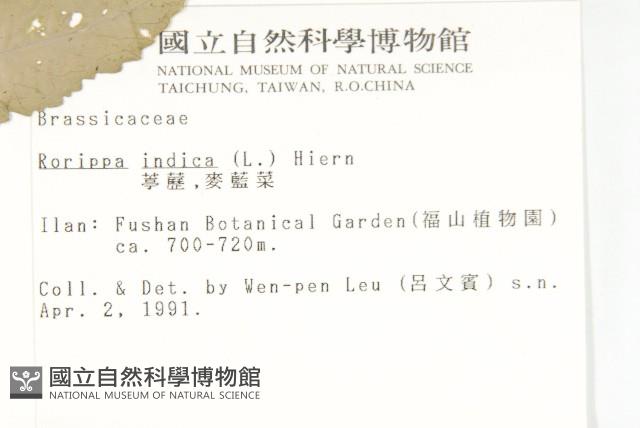 國立自然科學博物館
NATIONAL MUSEUM OF NATURAL SCIENCE
TAICHUNG, TAIWAN, R.O.CHINA
Brassicaceae
Rorippa indica (L.) Hiern
葶藶,麥藍菜
Ilan: Fushan Botanical Garden(福山植物園)
ca. 700-720m.
Coll. & Det. by Wen-pen Leu (呂文賓) s.n.
Apr. 2, 1991.
國立自然科學博物館
NATIONAL MUSEUM OF NATURAL SCIENCE